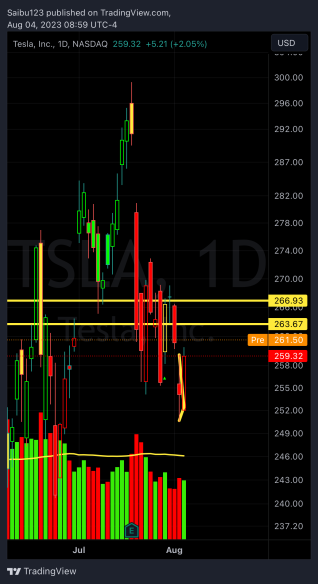 Saibu123 published on TradingView.com,
Aug 04, 2023 08:59 UTC-4
Tesla, Inc., 1D, NASDAQ 259.32 +5.21 (+2.05%)
USD
300.00
296.00
292.00
287.00
282.00
278.00
274.00
TSLA, 1D
270.00
266.93
Tesla, Inc.
263.67
Pre 261.50
259.32
258.00
255.00
252.00
249.00
246.00
243.00
240.00
237.20
E
Jul Aug
TradingView